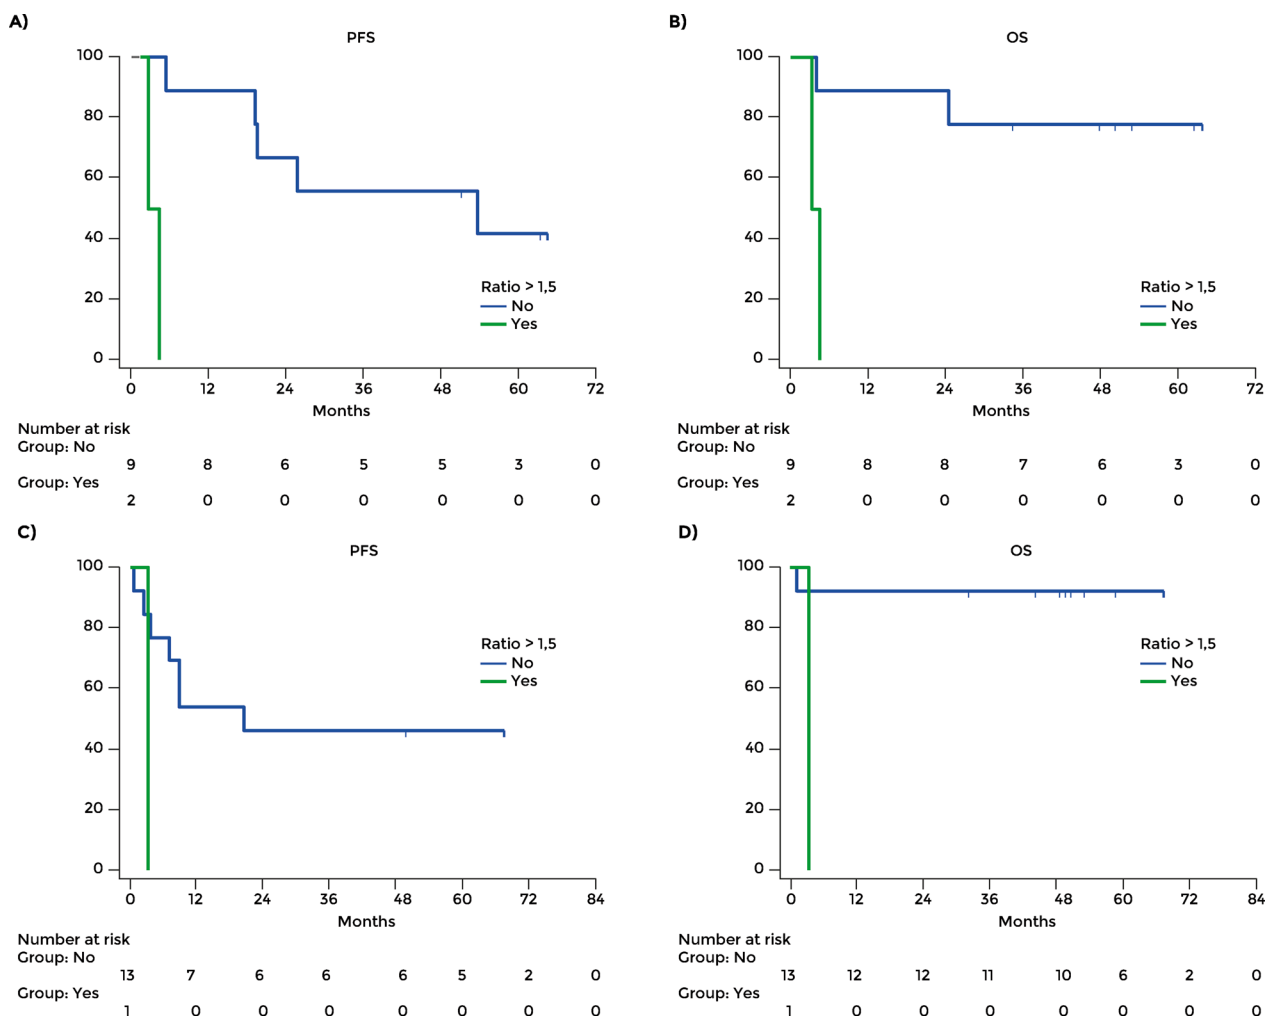 A)
PFS
100
80
60
40
20
0
Ratio > 1,5
No
Yes
0 12 24 36 48 60 72
Months
Number at risk
Group: No
9 8 6 5 5 3 0
Group: Yes
2 0 0 0 0 0 0
B)
OS
100
80
60
40
20
0
Ratio > 1,5
No
Yes
0 12 24 36 48 60 72
Months
Number at risk
Group: No
9 8 8 7 6 3 0
Group: Yes
2 0 0 0 0 0 0
C)
PFS
100
80
60
40
20
0
Ratio > 1,5
No
Yes
0 12 24 36 48 60 72 84
Months
Number at risk
Group: No
13 7 6 6 6 5 2 0
Group: Yes
1 0 0 0 0 0 0 0
D)
OS
100
80
60
40
20
0
Ratio > 1,5
No
Yes
0 12 24 36 48 60 72 84
Months
Number at risk
Group: No
13 12 12 11 10 6 2 0
Group: Yes
1 0 0 0 0 0 0 0